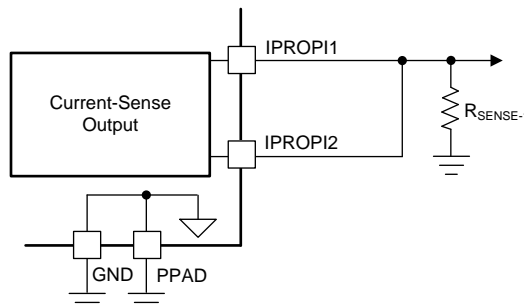 IPROPI1
Current-Sense
Output
RSENSE-
IPROPI2
GND
PPAD